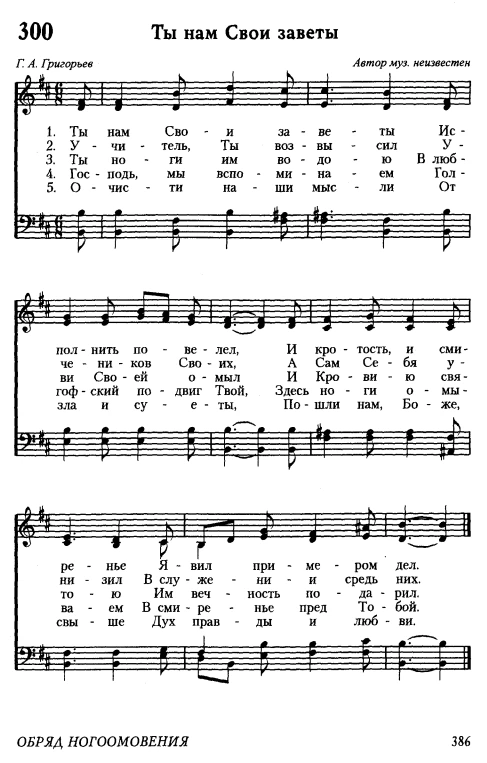 300 Ты нам Свои заветы
Г. А. Григорьев Автор муз. неизвестен
1. Ты нам Сво - и за - ве - ты Ис -
2. У - чи - тель, Ты воз - вы - сил У -
3. Ты но - ги им во - до - ю В люб -
4. Гос - подь, мы вспо - ми - на - ем Гол -
5. О - чис - ти на - ши мыс - ли От
пол - нить по - ве - лел, И кро - тость, и сми -
че - ни - ков Сво - их, А Сам Се - бя у -
ви Сво - ей о - мыл И Кро - ви - ю свя -
гоф - ский по - двиг Твой, Здесь но - ги о - мы -
зла и су - е - ты, По - шли нам, Бо - же,
ре - нье Я - вил при - ме - ром дел.
ни - зил В слу - же - ни - и средь них.
то - ю Им веч - ность по - да - рил.
ва - ем В сми - ре - нье пред То - бой.
свы - ше Дух прав - ды и люб - ви.
ОБРЯД НОГООМОВЕНИЯ 386